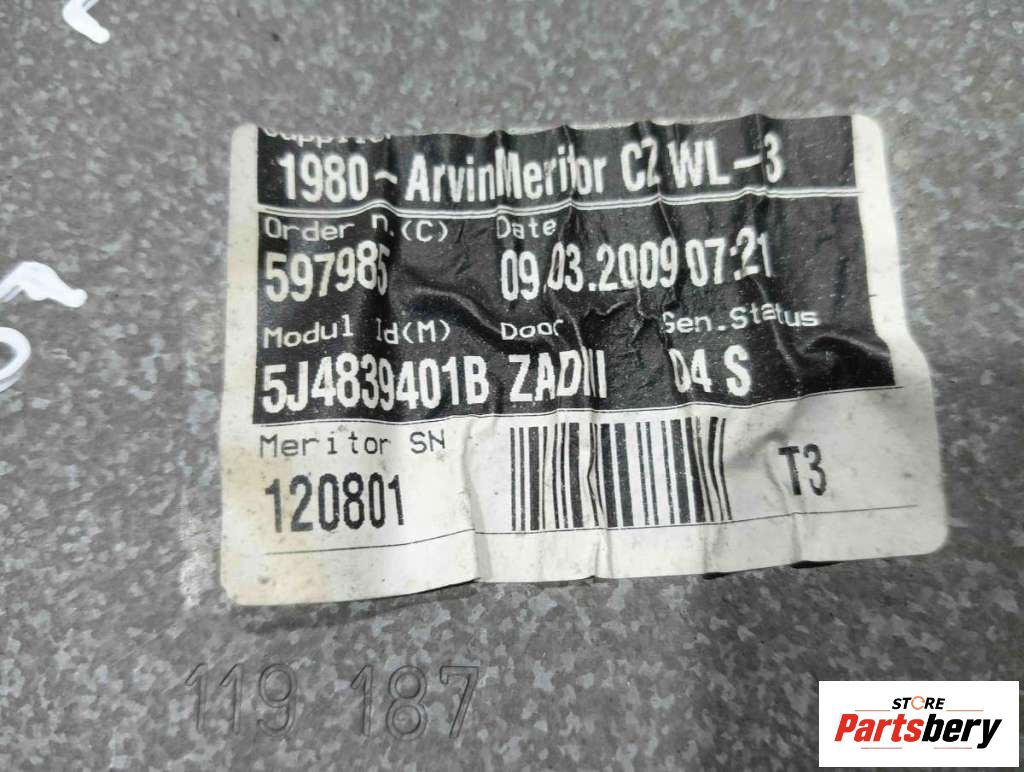 Supplier
1980-ArvinMeritor CZ WL-3
Order n.(C) Date
597985 09.03.2009 07:21
Modul Id(M) Door Gen.Status
5J4839401B ZADNI 04 S
Meritor SN
120801 T3
119 187
STORE
Partsbery